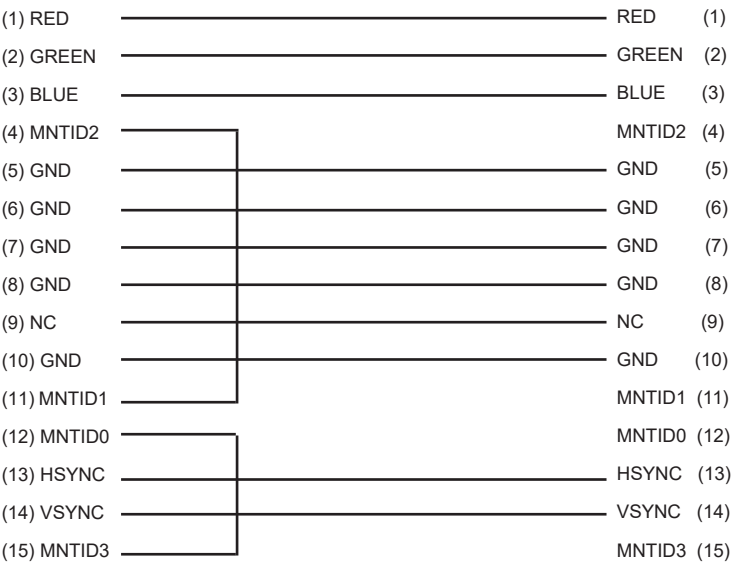 (1) RED RED (1)
(2) GREEN GREEN (2)
(3) BLUE BLUE (3)
(4) MNTID2 MNTID2 (4)
(5) GND GND (5)
(6) GND GND (6)
(7) GND GND (7)
(8) GND GND (8)
(9) NC NC (9)
(10) GND GND (10)
(11) MNTID1 MNTID1 (11)
(12) MNTID0 MNTID0 (12)
(13) HSYNC HSYNC (13)
(14) VSYNC VSYNC (14)
(15) MNTID3 MNTID3 (15)